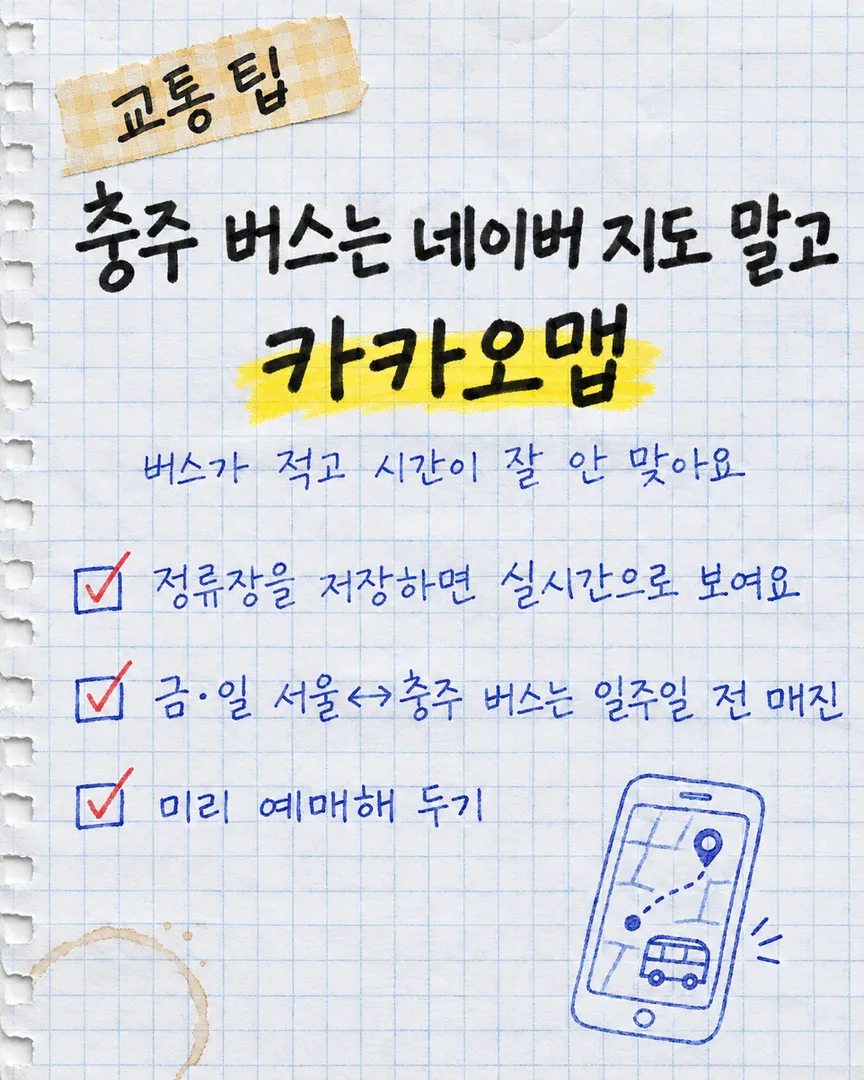 교통 팁
충주 버스는 네이버 지도 말고
카카오맵
버스가 적고 시간이 잘 안 맞아요
정류장을 저장하면 실시간으로 보여요
금·일 서울↔충주 버스는 일주일 전 매진
미리 예매해 두기